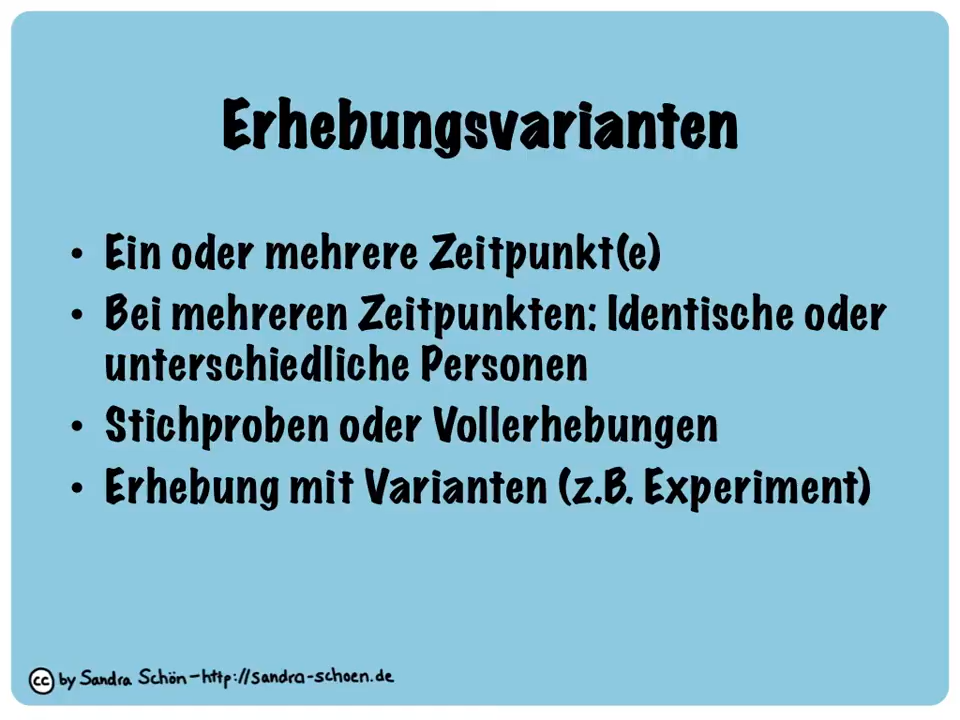 Erhebungsvarianten
• Ein oder mehrere Zeitpunkt(e)
• Bei mehreren Zeitpunkten: Identische oder
unterschiedliche Personen
• Stichproben oder Vollerhebungen
• Erhebung mit Varianten (z.B. Experiment)
cc by Sandra Schön – http://sandra-schoen.de